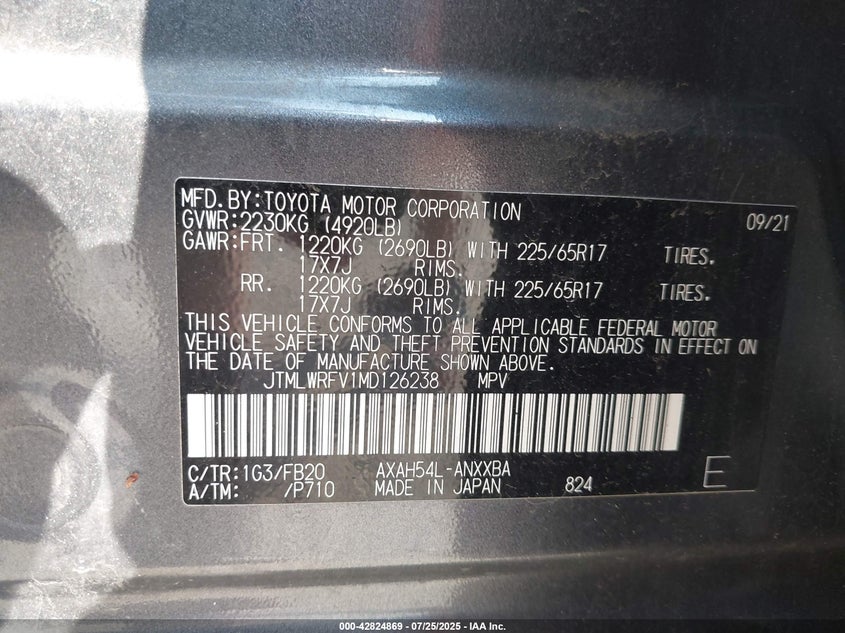 MFD.BY:TOYOTA MOTOR CORPORATION 09/21
GVWR:2230KG (4920LB)
GAWR:FRT. 1220KG (2690LB) WITH 225/65R17 TIRES.
17X7J RIMS.
RR. 1220KG (2690LB) WITH 225/65R17 TIRES.
17X7J RIMS.
THIS VEHICLE CONFORMS TO ALL APPLICABLE FEDERAL MOTOR
VEHICLE SAFETY AND THEFT PREVENTION STANDARDS IN EFFECT ON
THE DATE OF MANUFACTURE SHOWN ABOVE.
JTMLWRFV1MD126238 MPV
C/TR:1G3/FB20 AXAH54L-ANXXBA
A/TM: /P710 MADE IN JAPAN 824 E
000-42824869 - 07/25/2025 - IAA Inc.